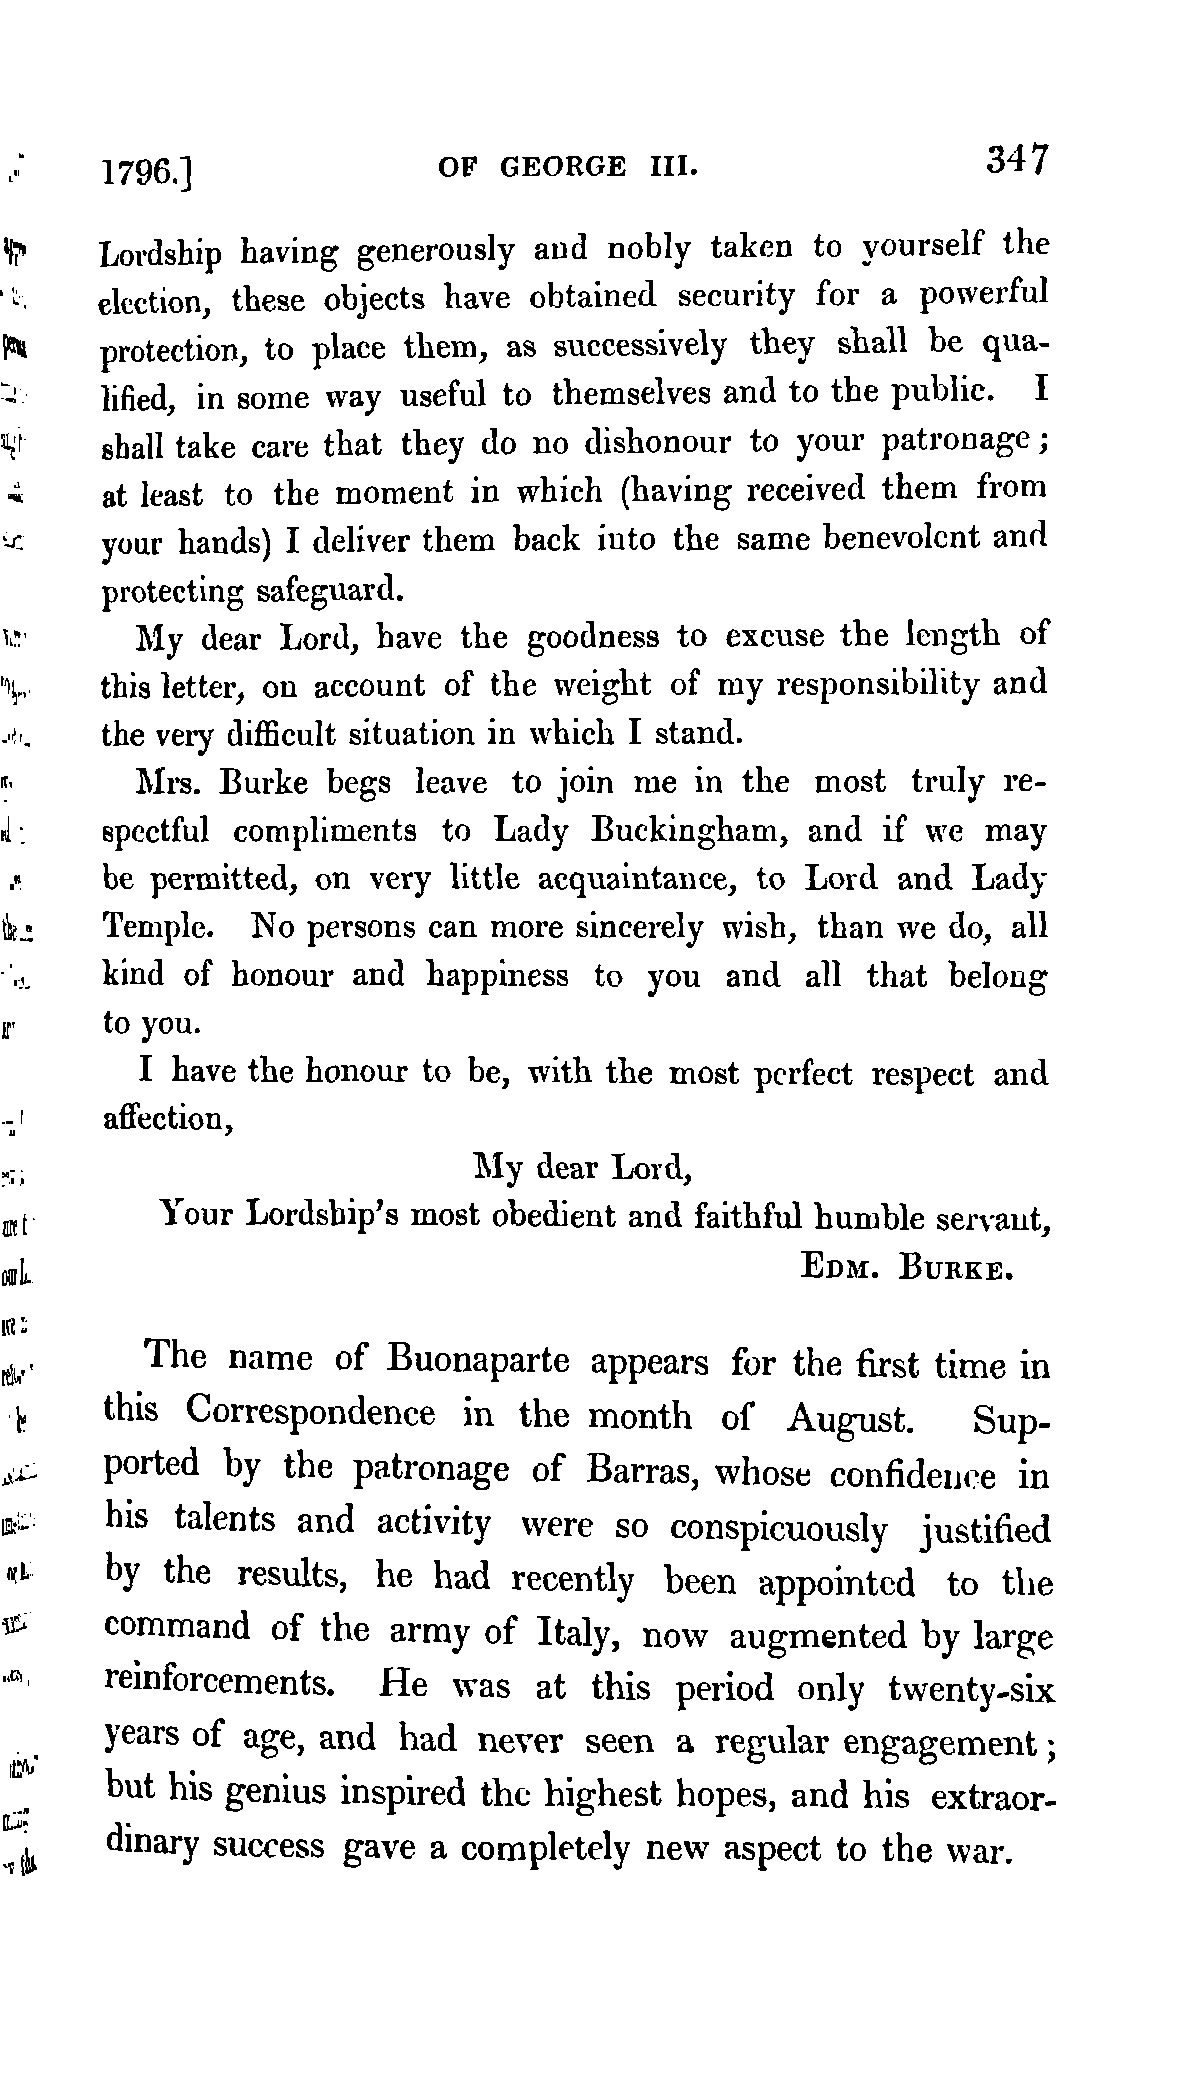 1796.] OF GEORGE III. 347
Lordship having generously and nobly taken to yourself the
election, these objects have obtained security for a powerful
protection, to place them, as successively they shall be qua-
lified, in some way useful to themselves and to the public. I
shall take care that they do no dishonour to your patronage;
at least to the moment in which (having received them from
your hands) I deliver them back into the same benevolent and
protecting safeguard.
My dear Lord, have the goodness to excuse the length of
this letter, on account of the weight of my responsibility and
the very difficult situation in which I stand.
Mrs. Burke begs leave to join me in the most truly re-
spectful compliments to Lady Buckingham, and if we may
be permitted, on very little acquaintance, to Lord and Lady
Temple. No persons can more sincerely wish, than we do, all
kind of honour and happiness to you and all that belong
to you.
I have the honour to be, with the most perfect respect and
affection,
My dear Lord,
Your Lordship's most obedient and faithful humble servant,
EDM. BURKE.
The name of Buonaparte appears for the first time in
this Correspondence in the month of August. Sup-
ported by the patronage of Barras, whose confidence in
his talents and activity were so conspicuously justified
by the results, he had recently been appointed to the
command of the army of Italy, now augmented by large
reinforcements. He was at this period only twenty-six
years of age, and had never seen a regular engagement;
but his genius inspired the highest hopes, and his extraor-
dinary success gave a completely new aspect to the war.